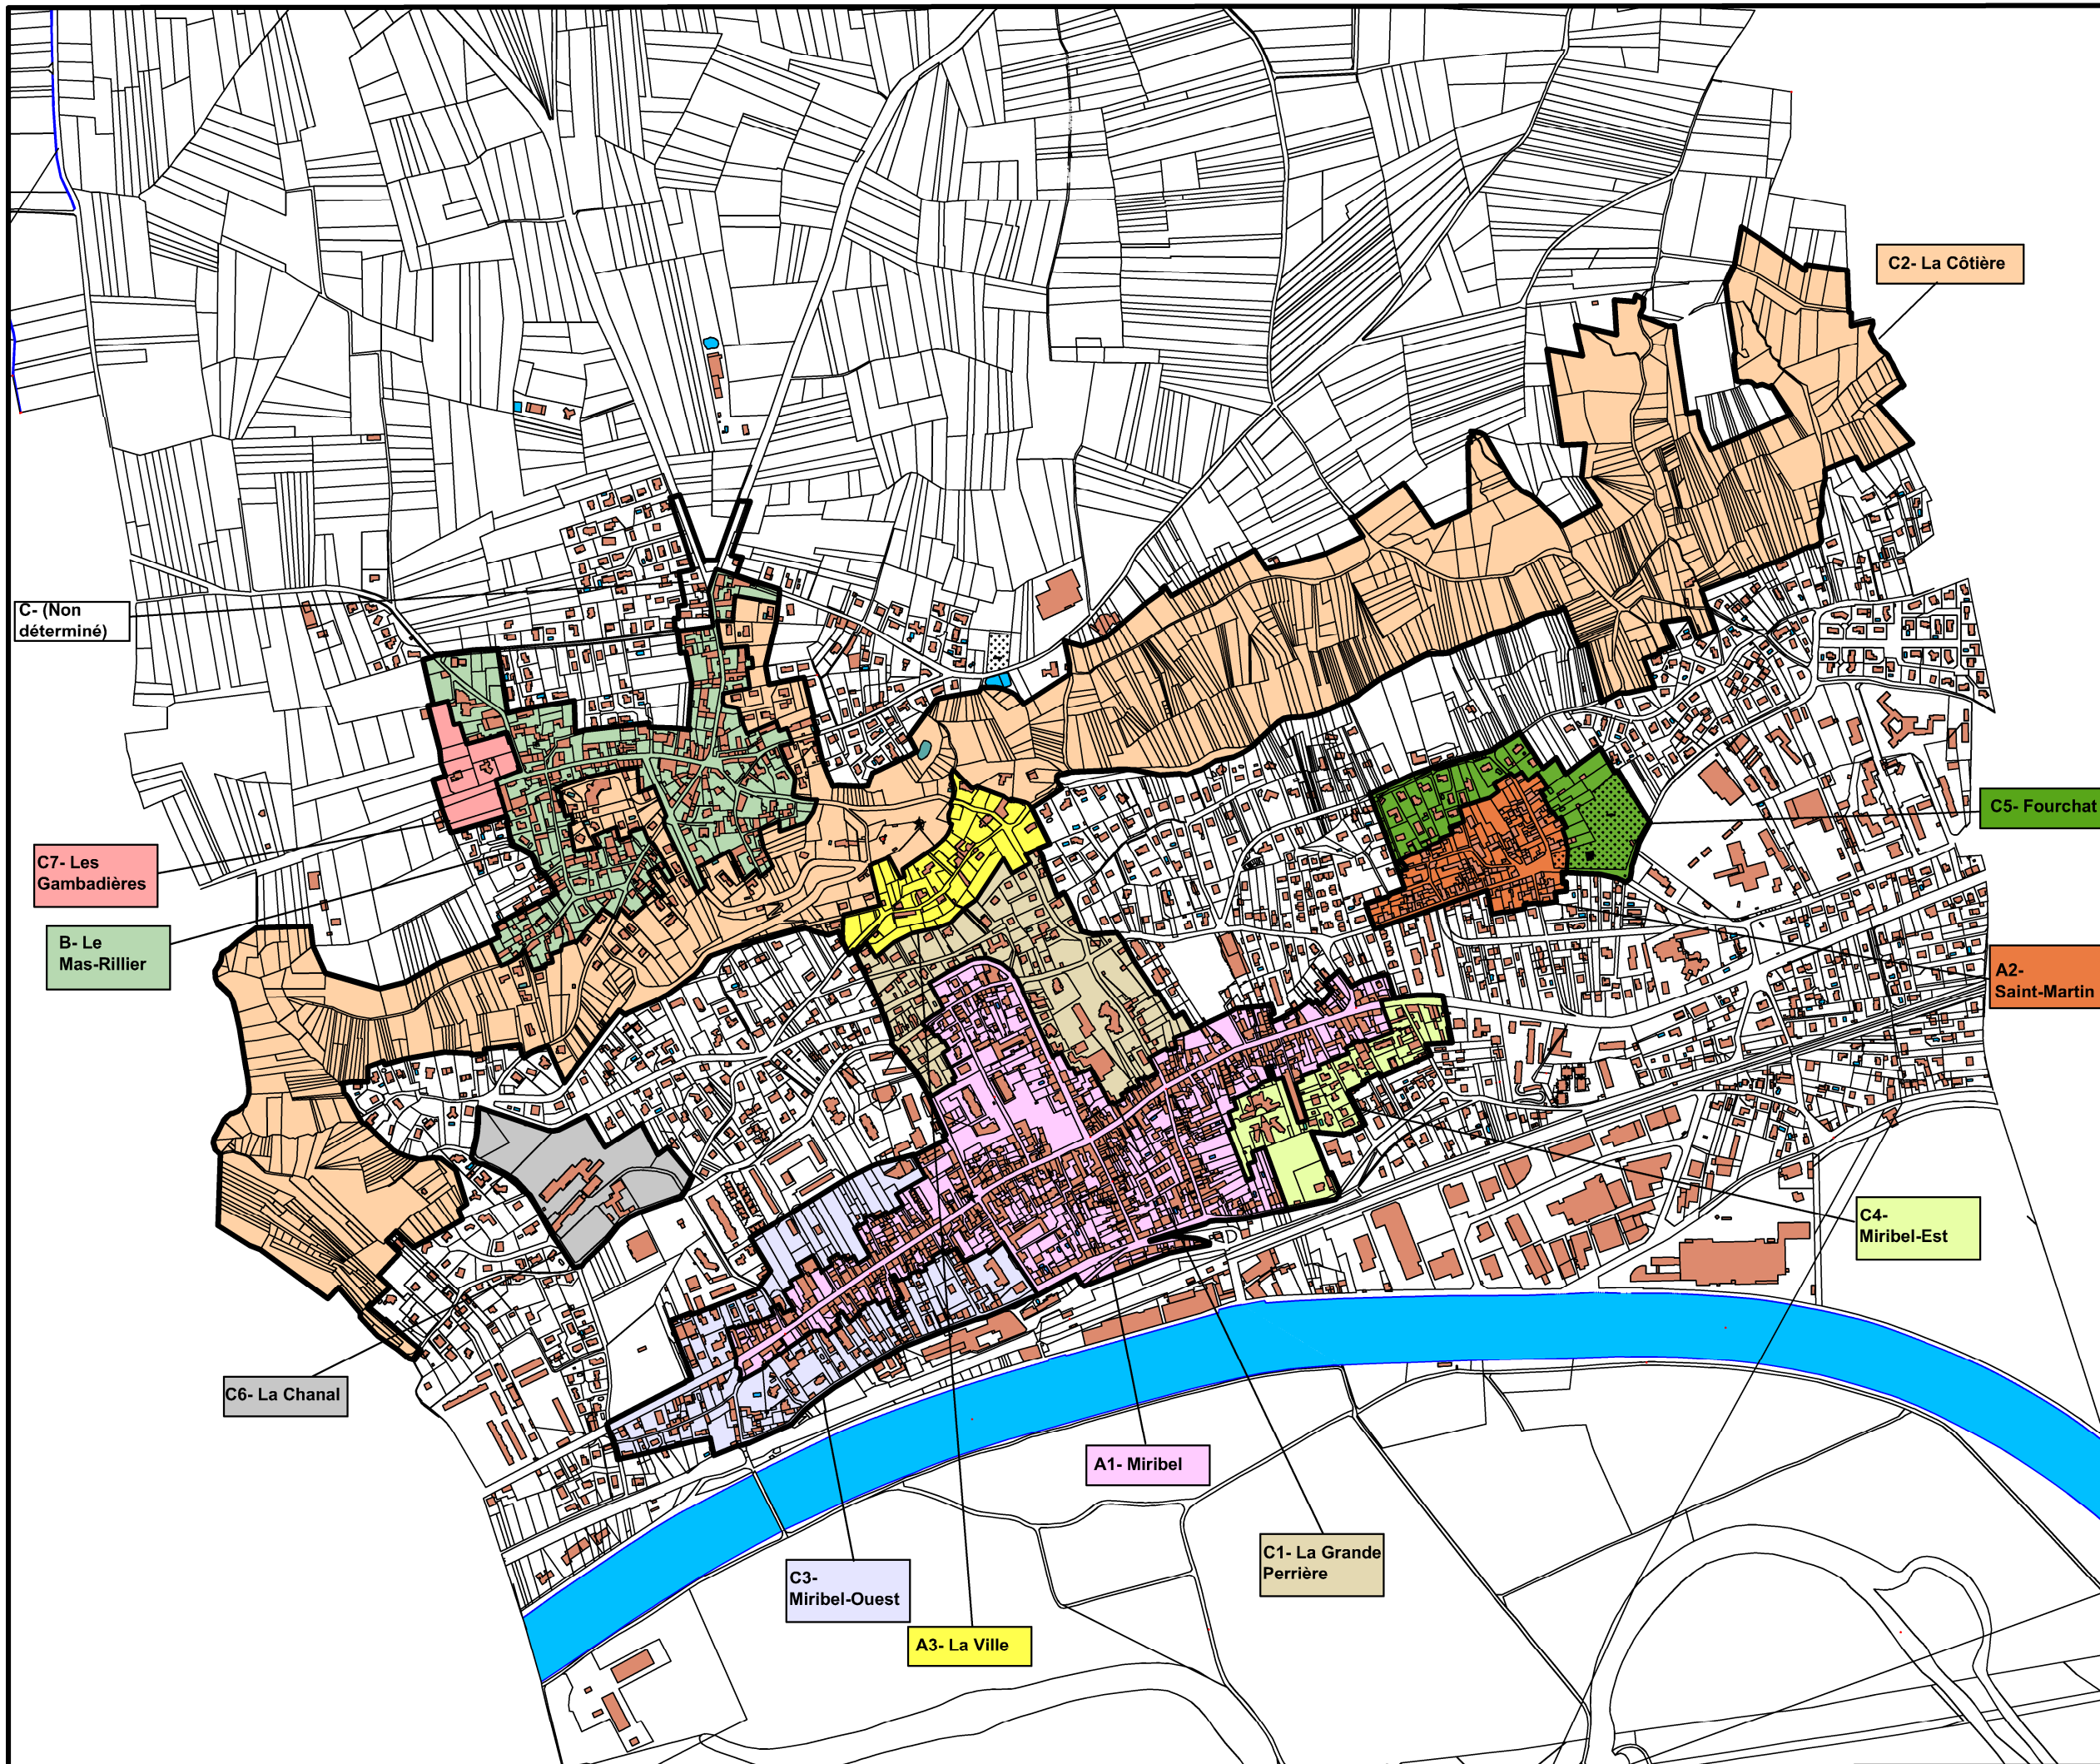 C2- La Côtière
C- (Non
déterminé)
C5- Fourchat
C7- Les
Gambadières
B- Le
Mas-Rillier
A2-
Saint-Martin
C4-
Miribel-Est
C6- La Chanal
A1- Miribel
C1- La Grande
Perrière
C3-
Miribel-Ouest
A3- La Ville